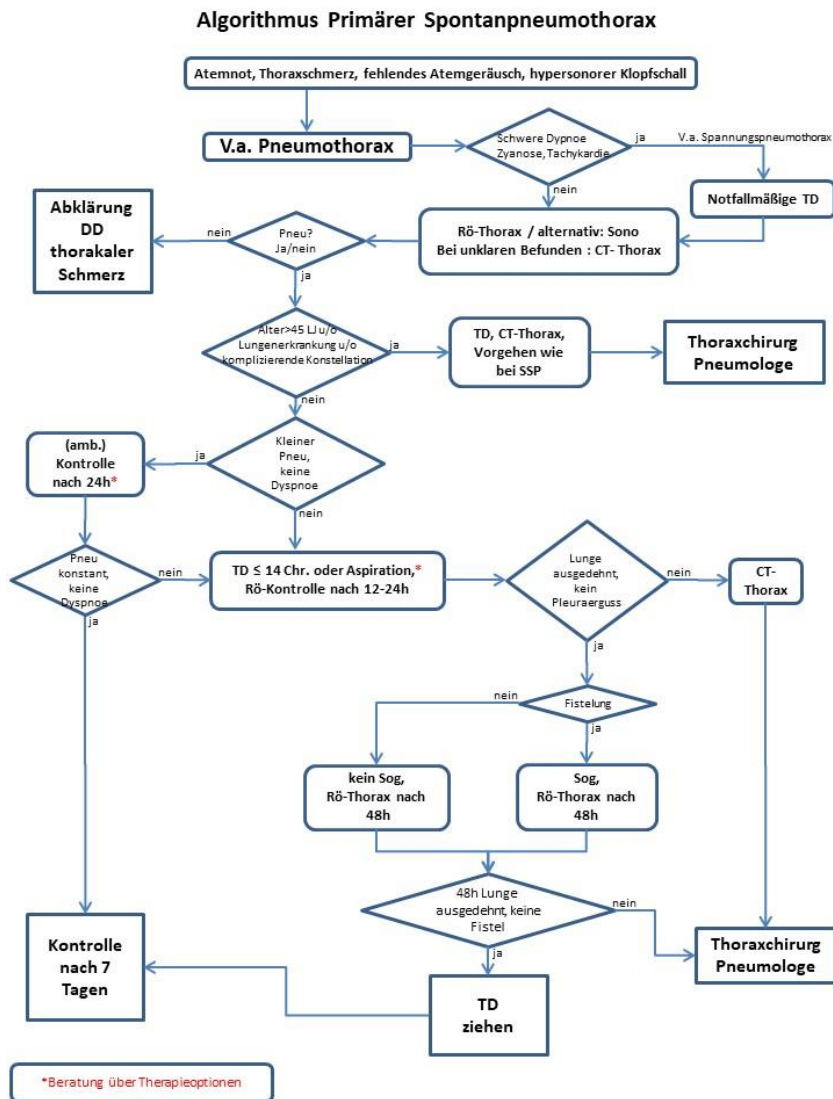 Algorithmus Primärer Spontanpneumothorax
Atemnot, Thoraxschmerz, fehlendes Atemgeräusch, hypersonorer Klopfschall
V.a. Pneumothorax
Schwere Dypnoe
Zyanose, Tachykardie
ja
V.a. Spannungspneumothorax
nein
Notfallmäßige TD
Rö-Thorax / alternativ: Sono
Bei unklaren Befunden : CT- Thorax
Pneu?
Ja/nein
nein
Abklärung
DD
thorakaler
Schmerz
ja
Alter>45 LJ u/o
Lungenerkrankung u/o
komplizierende Konstellation
ja
TD, CT-Thorax,
Vorgehen wie
bei SSP
Thoraxchirurg
Pneumologe
nein
Kleiner
Pneu,
keine
Dyspnoe
ja
(amb.)
Kontrolle
nach 24h*
nein
Pneu
konstant,
keine
Dyspnoe
nein
TD ≤ 14 Chr. oder Aspiration,*
Rö-Kontrolle nach 12-24h
Lunge
ausgedehnt,
kein
Pleuraerguss
nein
CT-
Thorax
ja
ja
Fistelung
nein
ja
kein Sog,
Rö-Thorax nach
48h
Sog,
Rö-Thorax nach
48h
48h Lunge
ausgedehnt, keine
Fistel
nein
Thoraxchirurg
Pneumologe
ja
TD
ziehen
Kontrolle
nach 7
Tagen
*Beratung über Therapieoptionen